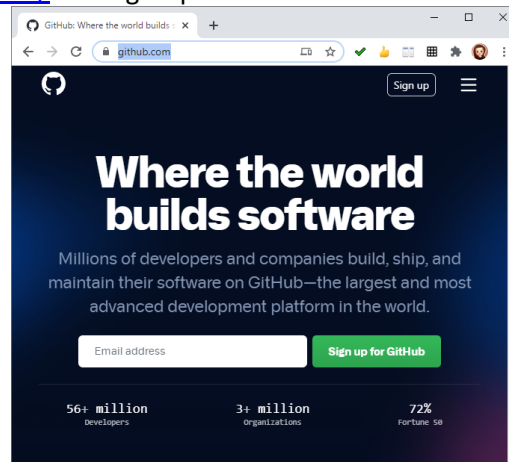 GitHub: Where the world builds s
github.com
Sign up
Where the world
builds software
Millions of developers and companies build, ship, and
maintain their software on GitHub—the largest and most
advanced development platform in the world.
Email address
Sign up for GitHub
56+ million
Developers
3+ million
Organizations
72%
Fortune 50